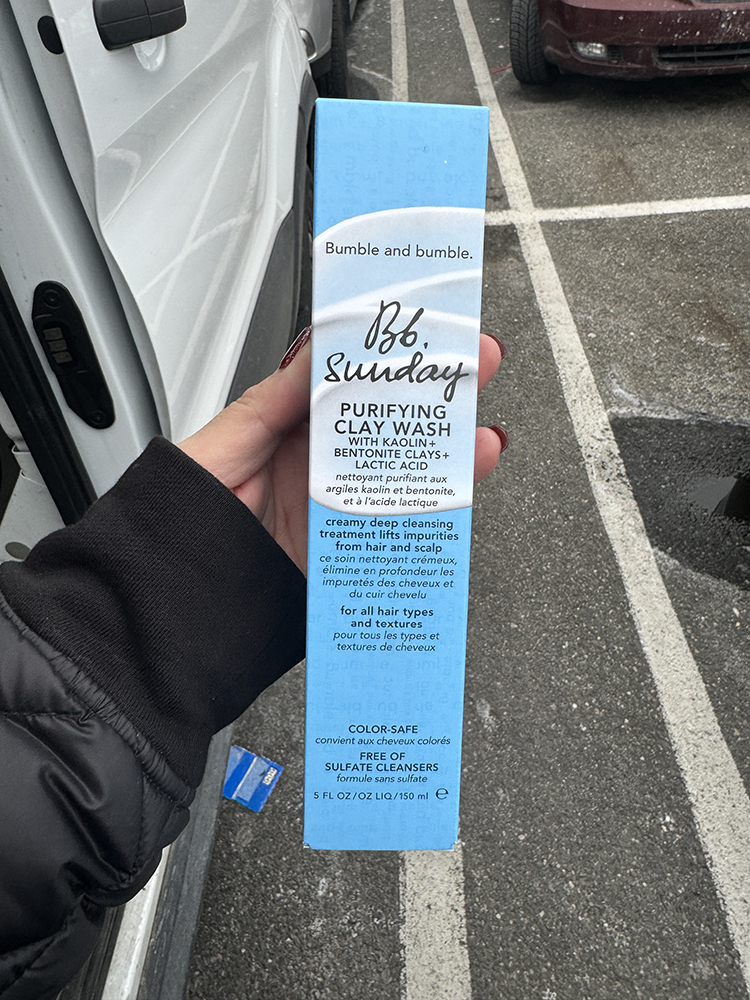 Bumble and bumble.
Bb.
Sunday
PURIFYING
CLAY WASH
WITH KAOLIN+
BENTONITE CLAYS+
LACTIC ACID
nettoyant purifiant aux
argiles kaolin et bentonite,
et à l'acide lactique
creamy deep cleansing
treatment lifts impurities
from hair and scalp
ce soin nettoyant crémeux,
élimine en profondeur les
impuretés des cheveux et
du cuir chevelu
for all hair types
and textures
pour tous les types et
textures de cheveux
COLOR-SAFE
convient aux cheveux colorés
FREE OF
SULFATE CLEANSERS
formule sans sulfate
5 FL OZ/OZ LIQ/150 ml ℮